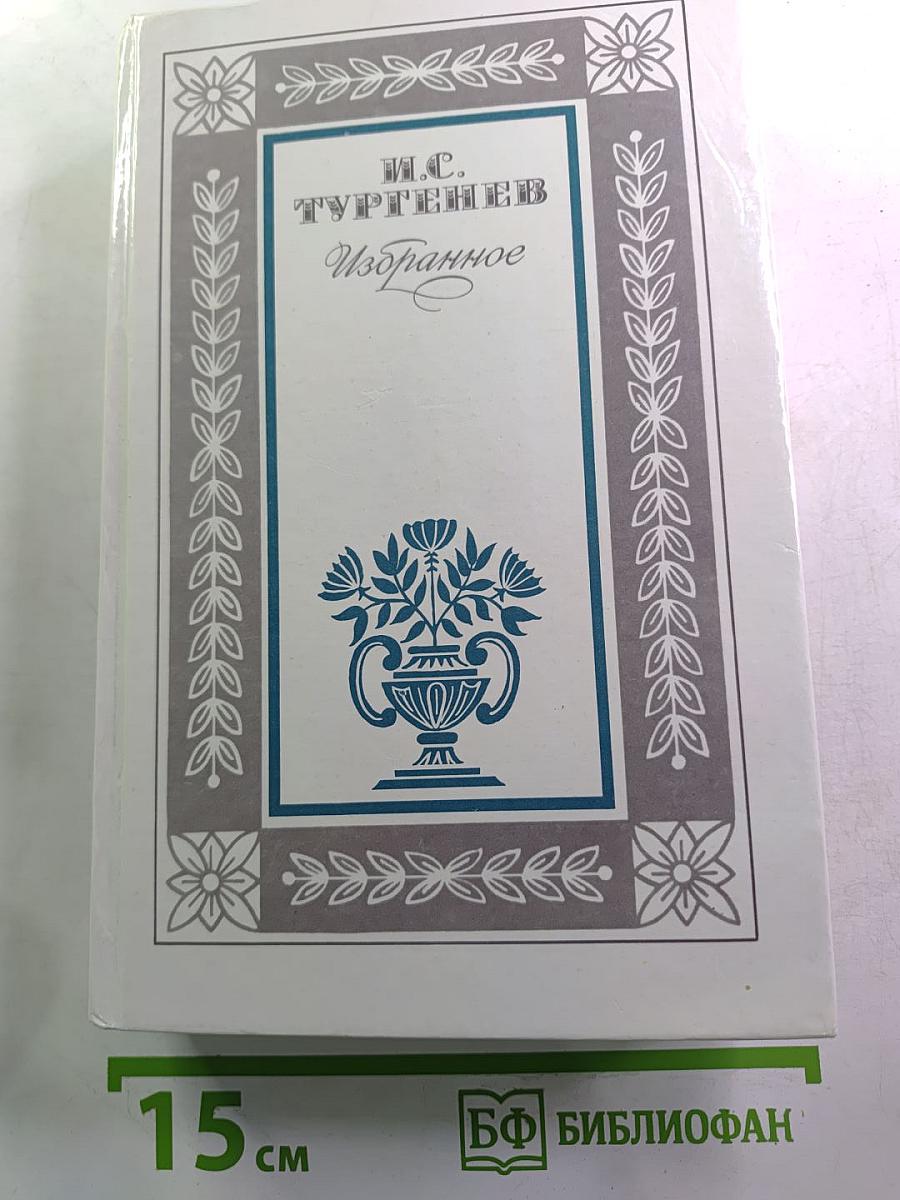 И.С.
ТУРГЕНЕВ
Избранное
15 см
БФ БИБЛИОФАН